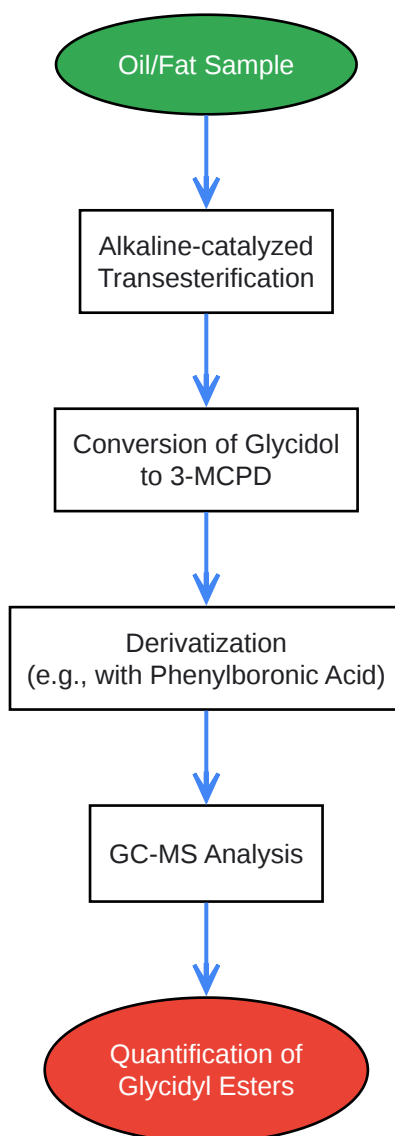 Oil/Fat Sample
Alkaline-catalyzed
Transesterification
Conversion of Glycidol
to 3-MCPD
Derivatization
(e.g., with Phenylboronic Acid)
GC-MS Analysis
Quantification of
Glycidyl Esters